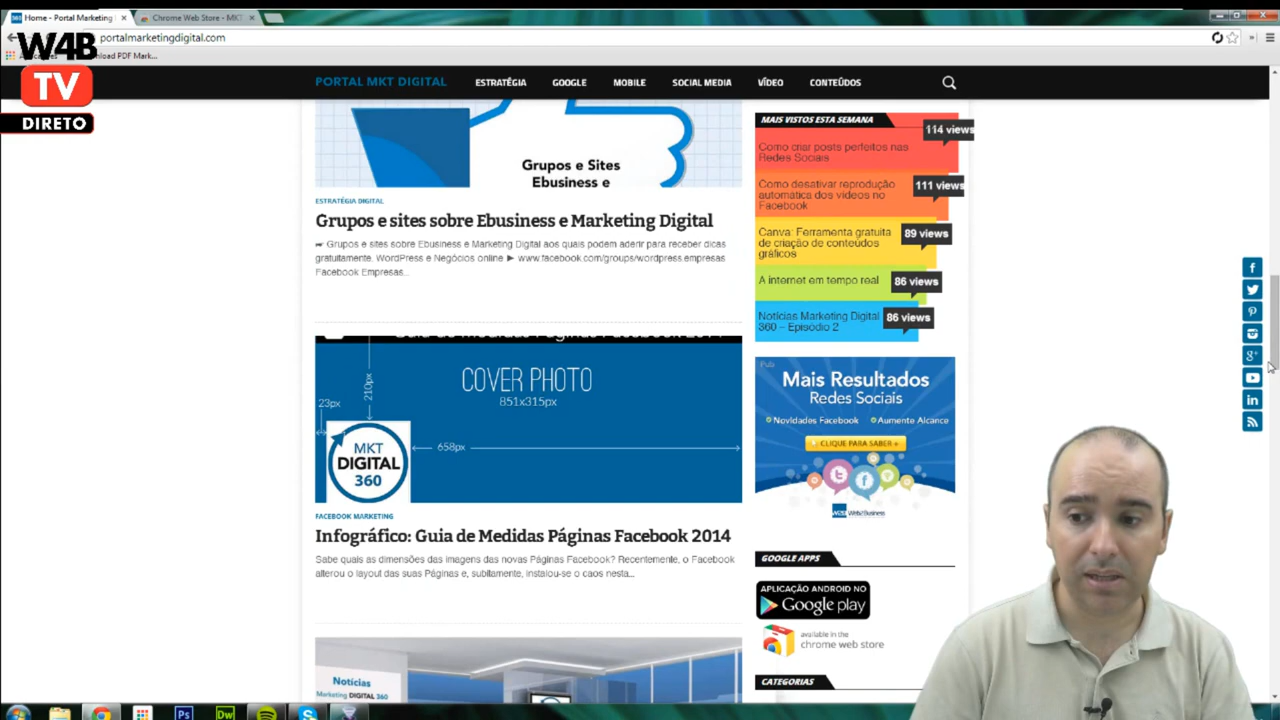 Home - Portal Marketing
Chrome Web Store - MKT
portalmarketingdigital.com
W4B
TV
DIRETO
PDF Mark...
PORTAL MKT DIGITAL
ESTRATÉGIA
GOOGLE
MOBILE
SOCIAL MEDIA
VÍDEO
CONTEÚDOS
Grupos e Sites
Ebusiness e
ESTRATÉGIA DIGITAL
Grupos e sites sobre Ebusiness e Marketing Digital
Grupos e sites sobre Ebusiness e Marketing Digital aos quais podem aderir para receber dicas
gratuitamente. WordPress e Negócios online ► www.facebook.com/groups/wordpress.empresas
Facebook Empresas...
COVER PHOTO
851x315px
210px
23px
658px
MKT
DIGITAL
360
FACEBOOK MARKETING
Infográfico: Guia de Medidas Páginas Facebook 2014
Sabe quais as dimensões das imagens das novas Páginas Facebook? Recentemente, o Facebook
alterou o layout das suas Páginas e, subitamente, instalou-se o caos nesta...
Notícias
Marketing DIGITAL 360
MAIS VISTOS ESTA SEMANA
114 views
Como criar posts perfeitos nas
Redes Sociais
111 views
Como desativar reprodução
automática dos vídeos no
Facebook
89 views
Canva: Ferramenta gratuita
de criação de conteúdos
gráficos
A internet em tempo real
86 views
Notícias Marketing Digital
360 – Episódio 2
86 views
Pub
Mais Resultados
Redes Sociais
Novidades Facebook
Aumente Alcance
CLIQUE PARA SABER +
Web2Business
GOOGLE APPS
APLICAÇÃO ANDROID NO
Google play
available in the
chrome web store
CATEGORIAS
Ps
Dw